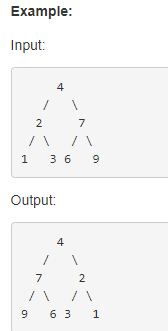 Example:
Input:
4
/ \
2 7
/ \ / \
1 3 6 9
Output:
4
/ \
7 2
/ \ / \
9 6 3 1